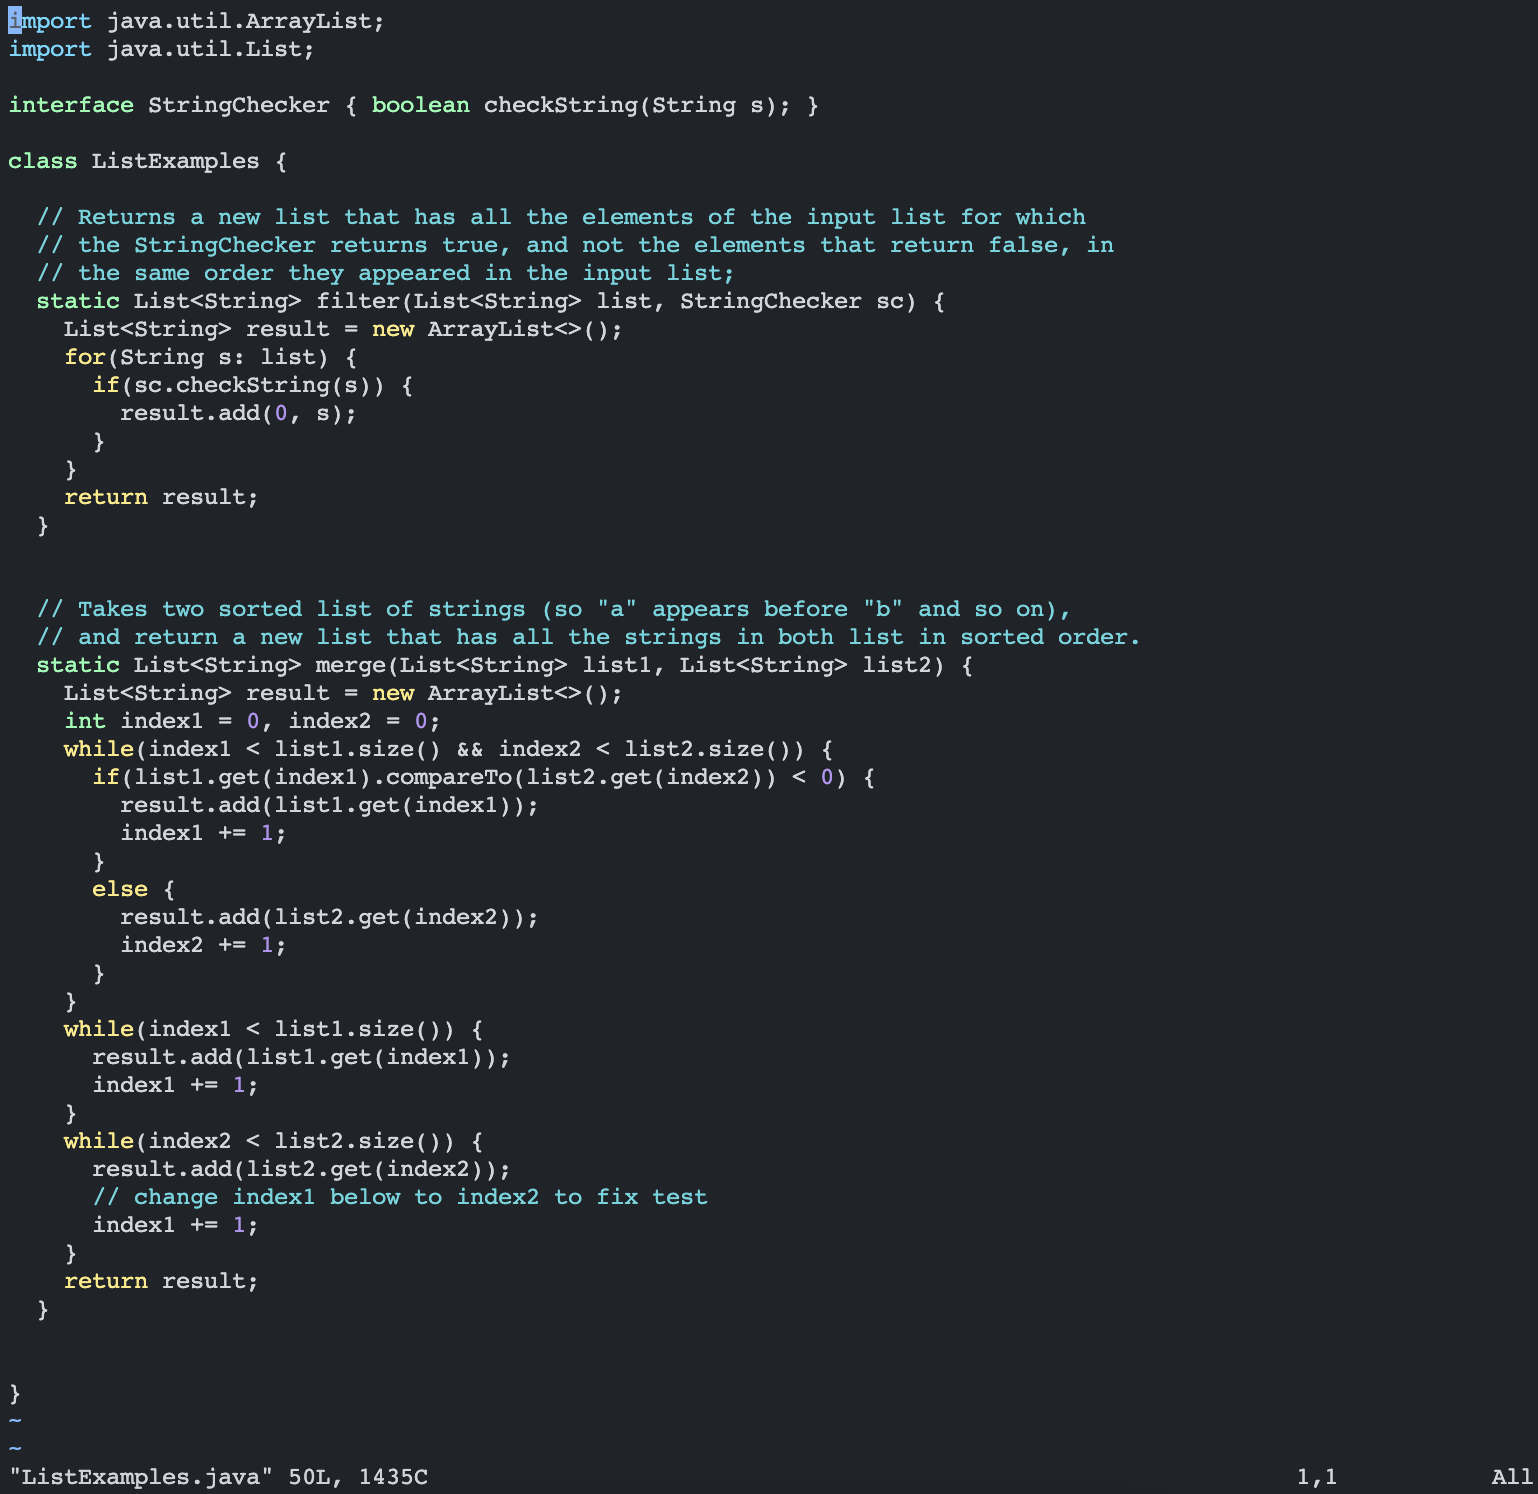 import java.util.ArrayList;
import java.util.List;

interface StringChecker { boolean checkString(String s); }

class ListExamples {

  // Returns a new list that has all the elements of the input list for which
  // the StringChecker returns true, and not the elements that return false, in
  // the same order they appeared in the input list;
  static List<String> filter(List<String> list, StringChecker sc) {
    List<String> result = new ArrayList<>();
    for(String s: list) {
      if(sc.checkString(s)) {
        result.add(0, s);
      }
    }
    return result;
  }


  // Takes two sorted list of strings (so "a" appears before "b" and so on),
  // and return a new list that has all the strings in both list in sorted order.
  static List<String> merge(List<String> list1, List<String> list2) {
    List<String> result = new ArrayList<>();
    int index1 = 0, index2 = 0;
    while(index1 < list1.size() && index2 < list2.size()) {
      if(list1.get(index1).compareTo(list2.get(index2)) < 0) {
        result.add(list1.get(index1));
        index1 += 1;
      }
      else {
        result.add(list2.get(index2));
        index2 += 1;
      }
    }
    while(index1 < list1.size()) {
      result.add(list1.get(index1));
      index1 += 1;
    }
    while(index2 < list2.size()) {
      result.add(list2.get(index2));
      // change index1 below to index2 to fix test
      index1 += 1;
    }
    return result;
  }


}
~
~
"ListExamples.java" 50L, 1435C 1,1 All